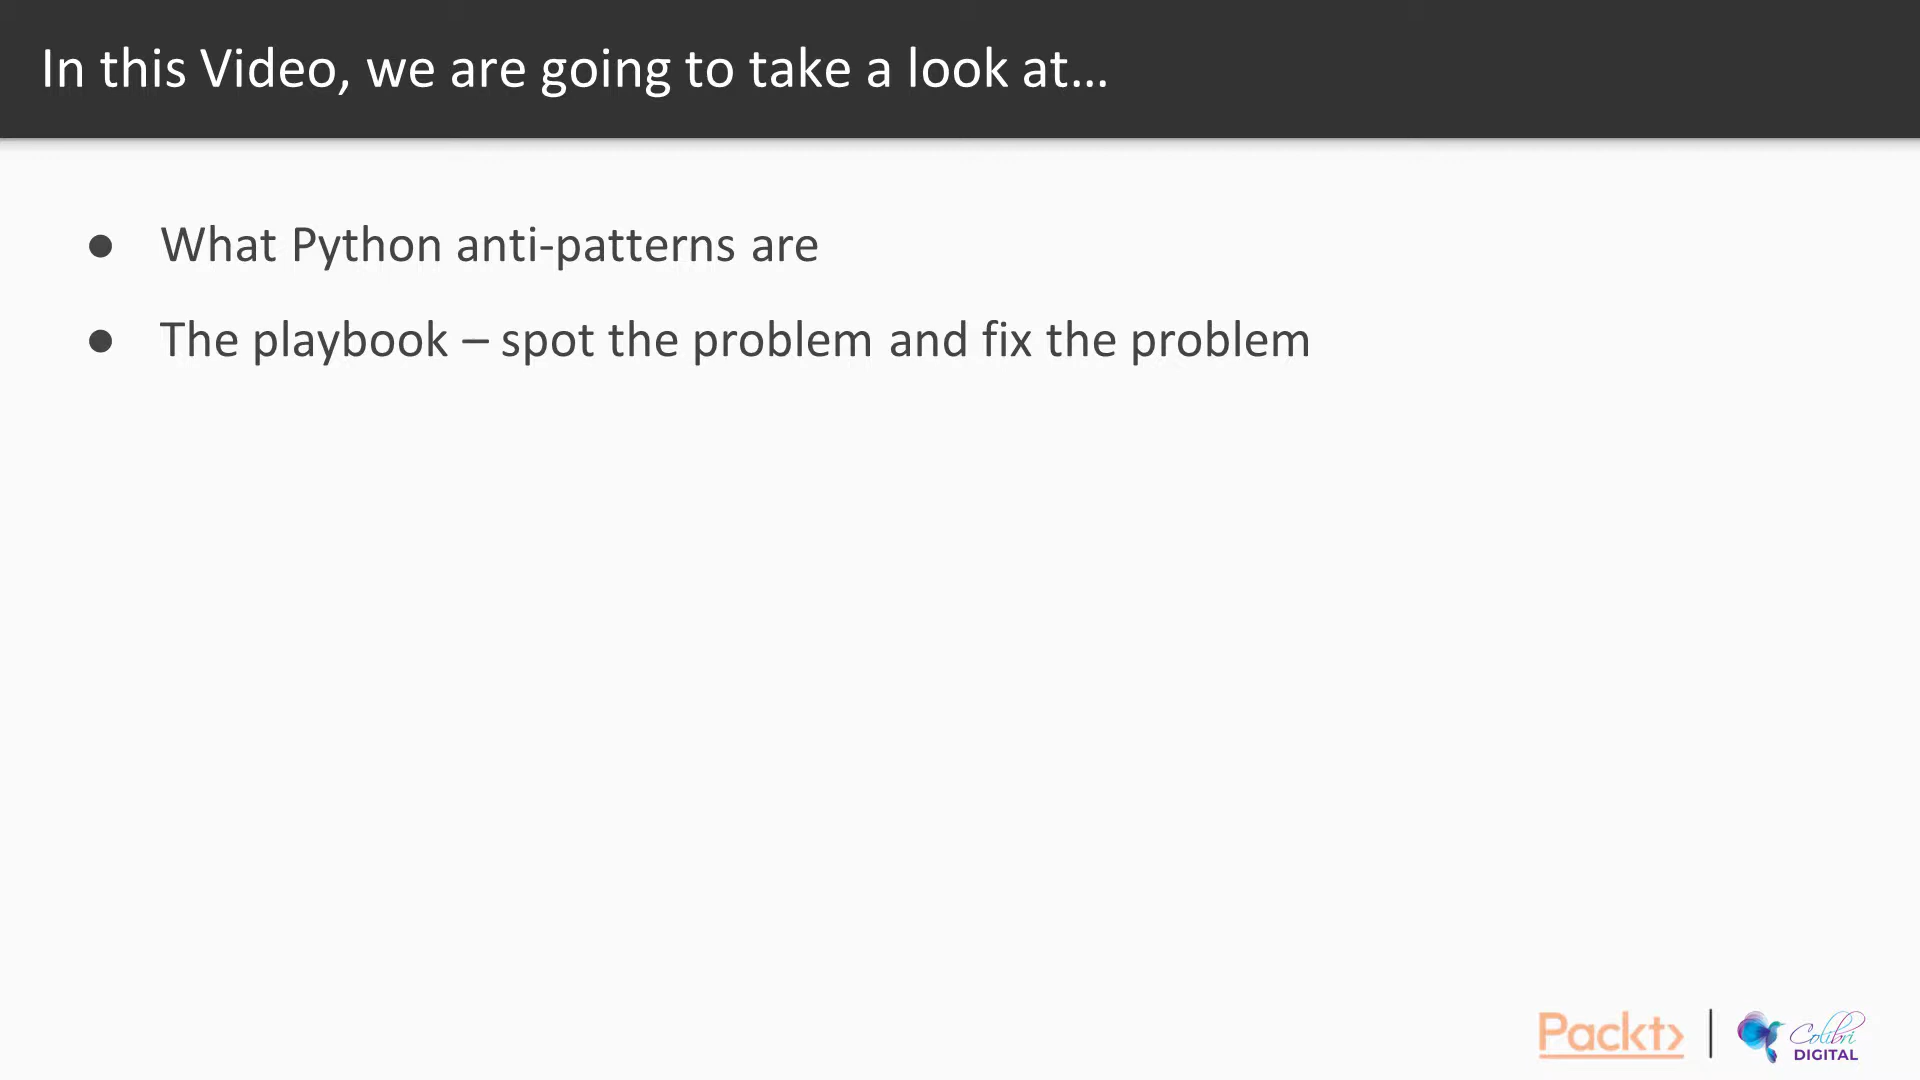 In this Video, we are going to take a look at...
● What Python anti-patterns are
● The playbook – spot the problem and fix the problem
Packt>
Colibri
DIGITAL